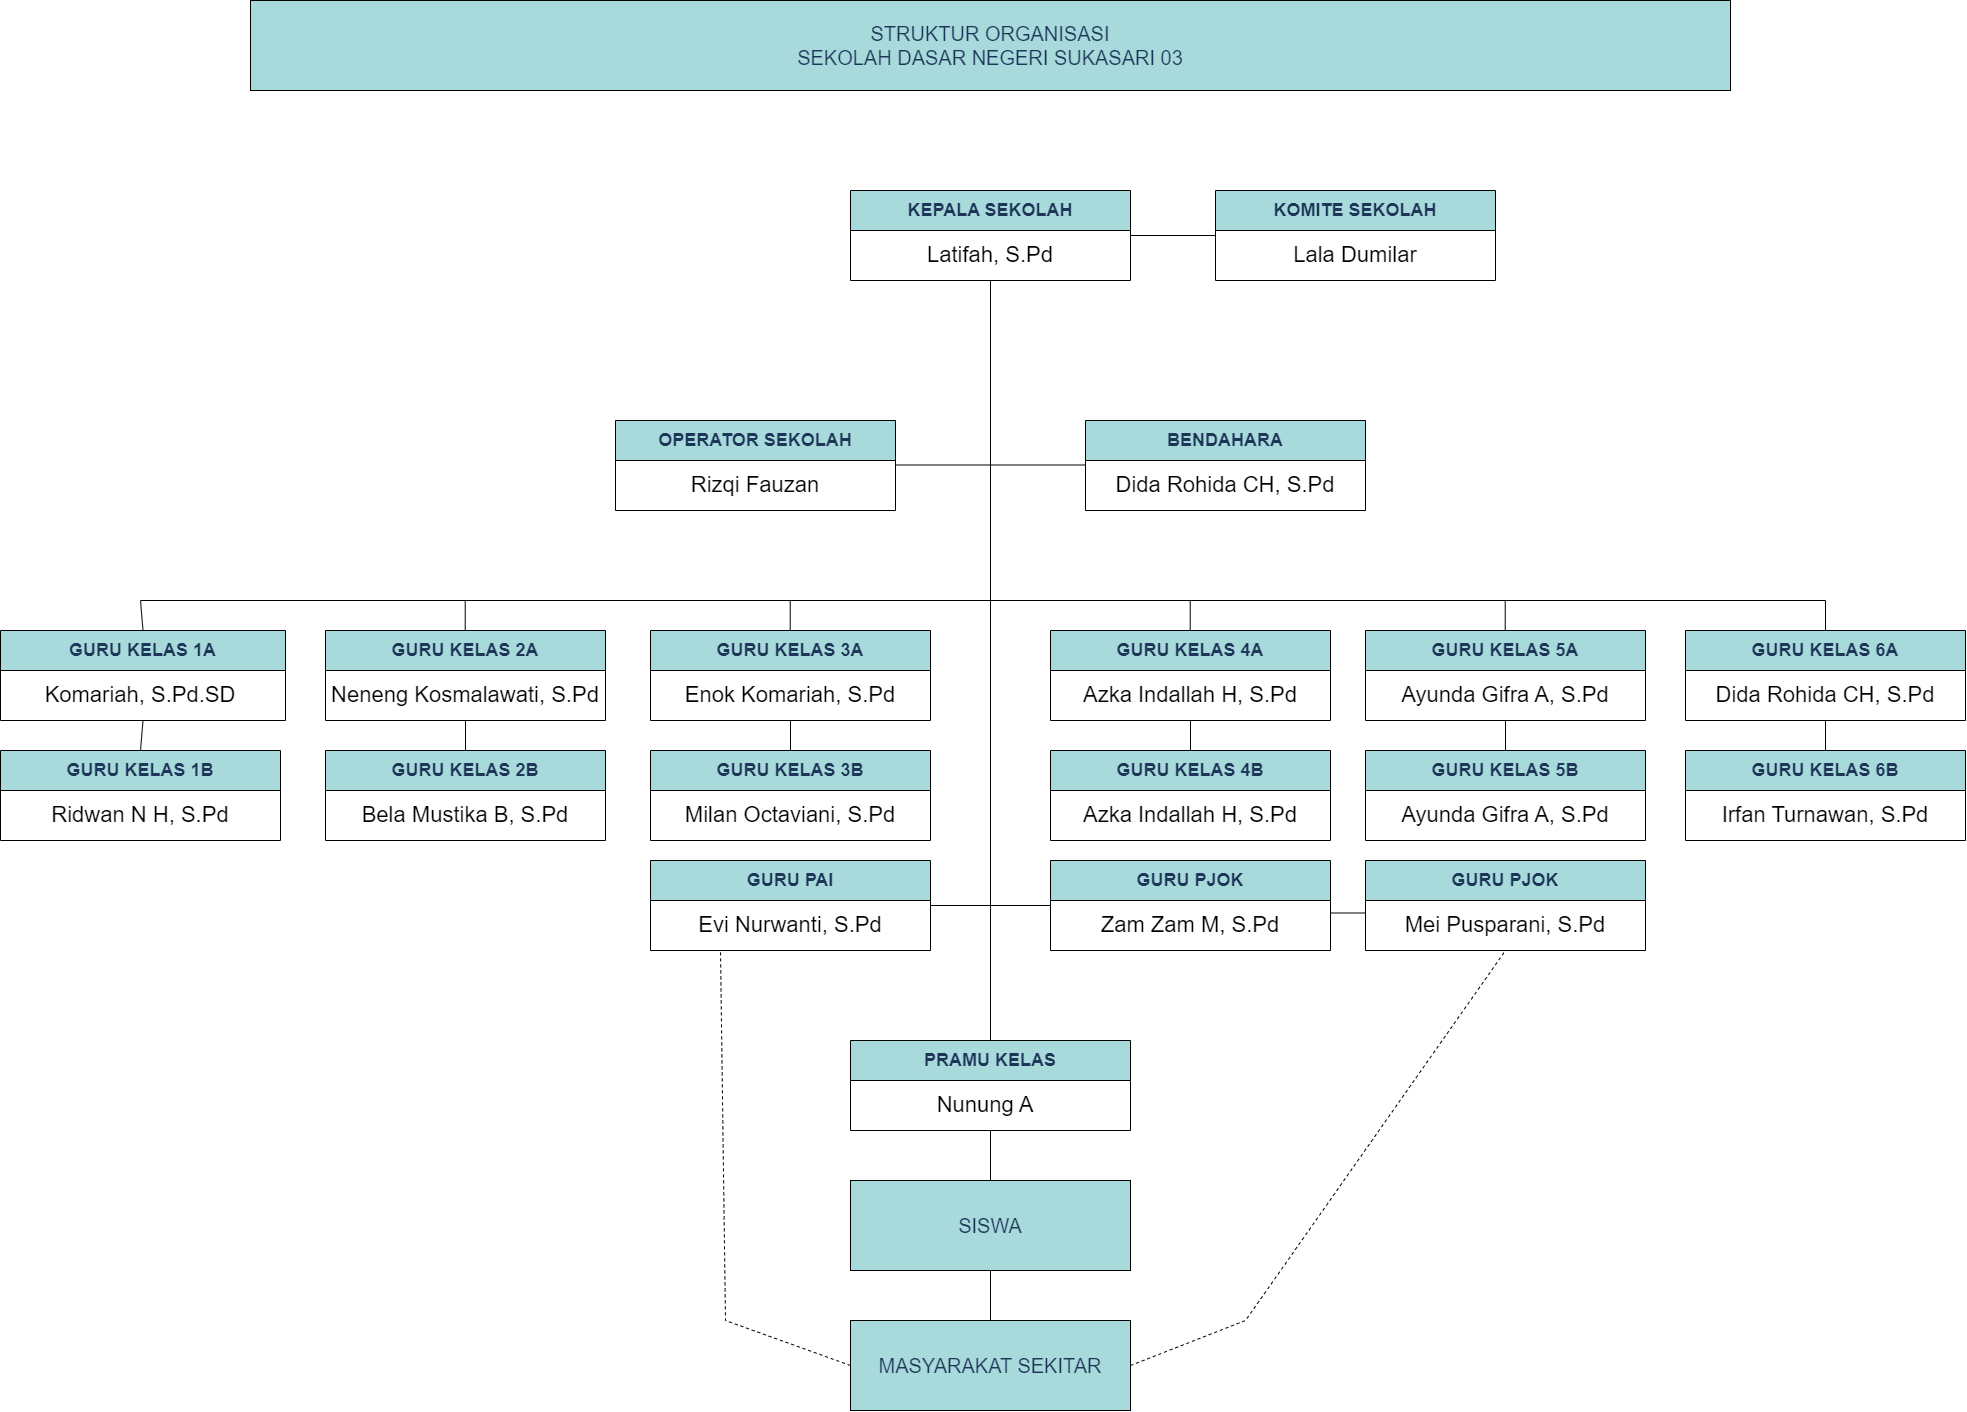 STRUKTUR ORGANISASI
SEKOLAH DASAR NEGERI SUKASARI 03
KEPALA SEKOLAH
Latifah, S.Pd
KOMITE SEKOLAH
Lala Dumilar
OPERATOR SEKOLAH
Rizqi Fauzan
BENDAHARA
Dida Rohida CH, S.Pd
GURU KELAS 1A
Komariah, S.Pd.SD
GURU KELAS 2A
Neneng Kosmalawati, S.Pd
GURU KELAS 3A
Enok Komariah, S.Pd
GURU KELAS 4A
Azka Indallah H, S.Pd
GURU KELAS 5A
Ayunda Gifra A, S.Pd
GURU KELAS 6A
Dida Rohida CH, S.Pd
GURU KELAS 1B
Ridwan N H, S.Pd
GURU KELAS 2B
Bela Mustika B, S.Pd
GURU KELAS 3B
Milan Octaviani, S.Pd
GURU KELAS 4B
Azka Indallah H, S.Pd
GURU KELAS 5B
Ayunda Gifra A, S.Pd
GURU KELAS 6B
Irfan Turnawan, S.Pd
GURU PAI
Evi Nurwanti, S.Pd
GURU PJOK
Zam Zam M, S.Pd
GURU PJOK
Mei Pusparani, S.Pd
PRAMU KELAS
Nunung A
SISWA
MASYARAKAT SEKITAR